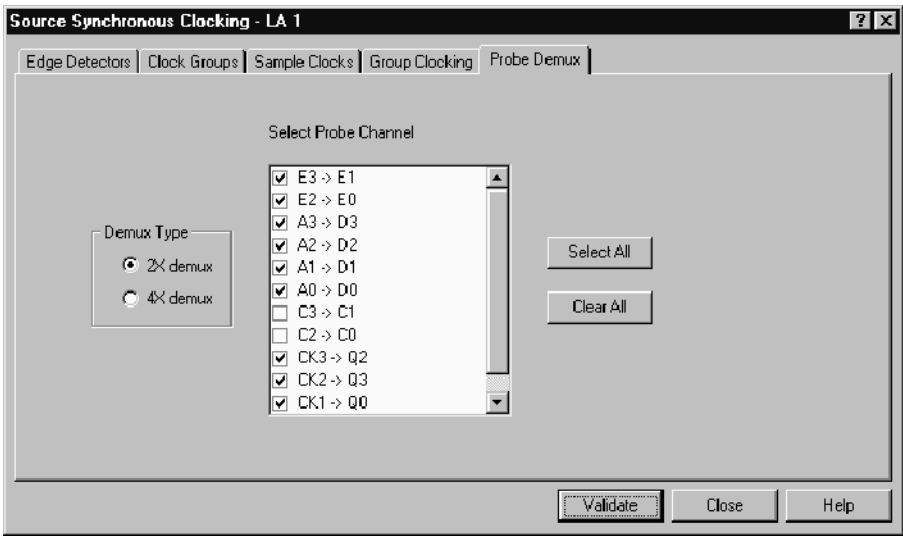 Source Synchronous Clocking - LA 1
Edge Detectors Clock Groups Sample Clocks Group Clocking Probe Demux
Select Probe Channel
E3 -> E1
E2 -> E0
A3 -> D3
A2 -> D2
A1 -> D1
A0 -> D0
C3 -> C1
C2 -> C0
CK3 -> Q2
CK2 -> Q3
CK1 -> Q0
Demux Type
2X demux
4X demux
Select All
Clear All
Validate Close Help